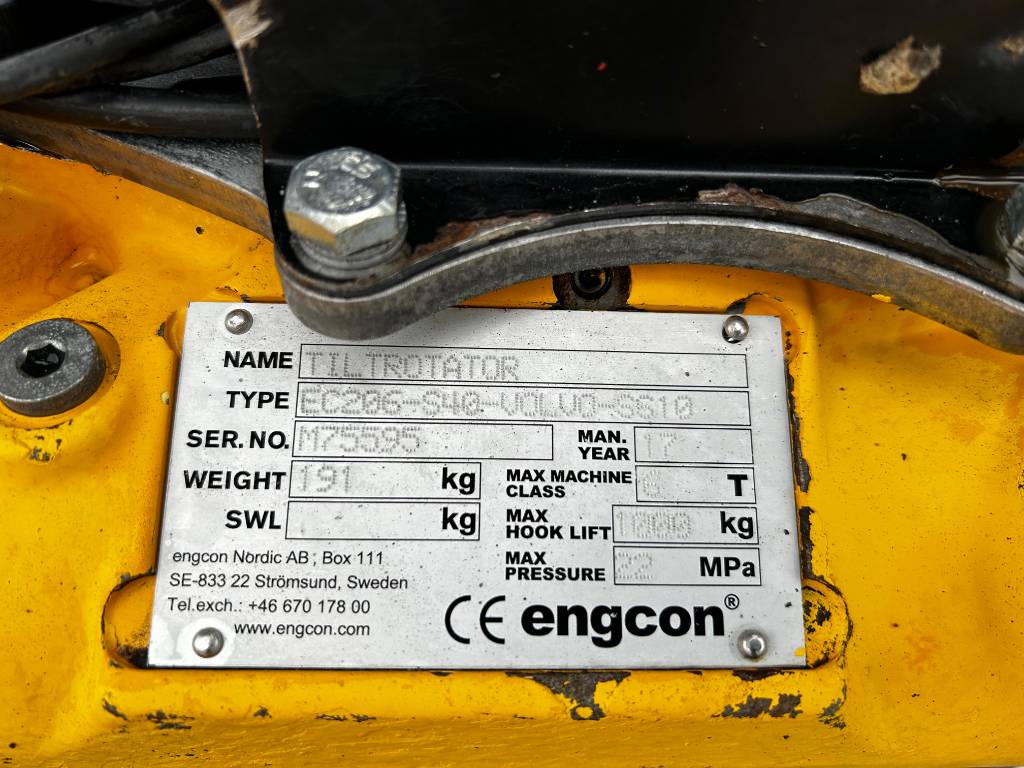 NAME TILTROTATOR
TYPE EC206-S40-VOLVO-S610
SER. NO. M75595 MAN. YEAR 17
WEIGHT 191 kg MAX MACHINE CLASS 6 T
SWL kg MAX HOOK LIFT 1000 kg
MAX PRESSURE 22 MPa
engcon Nordic AB, Box 111
SE-833 22 Strömsund, Sweden
Tel.exch.: +46 670 178 00
www.engcon.com
CE engcon®